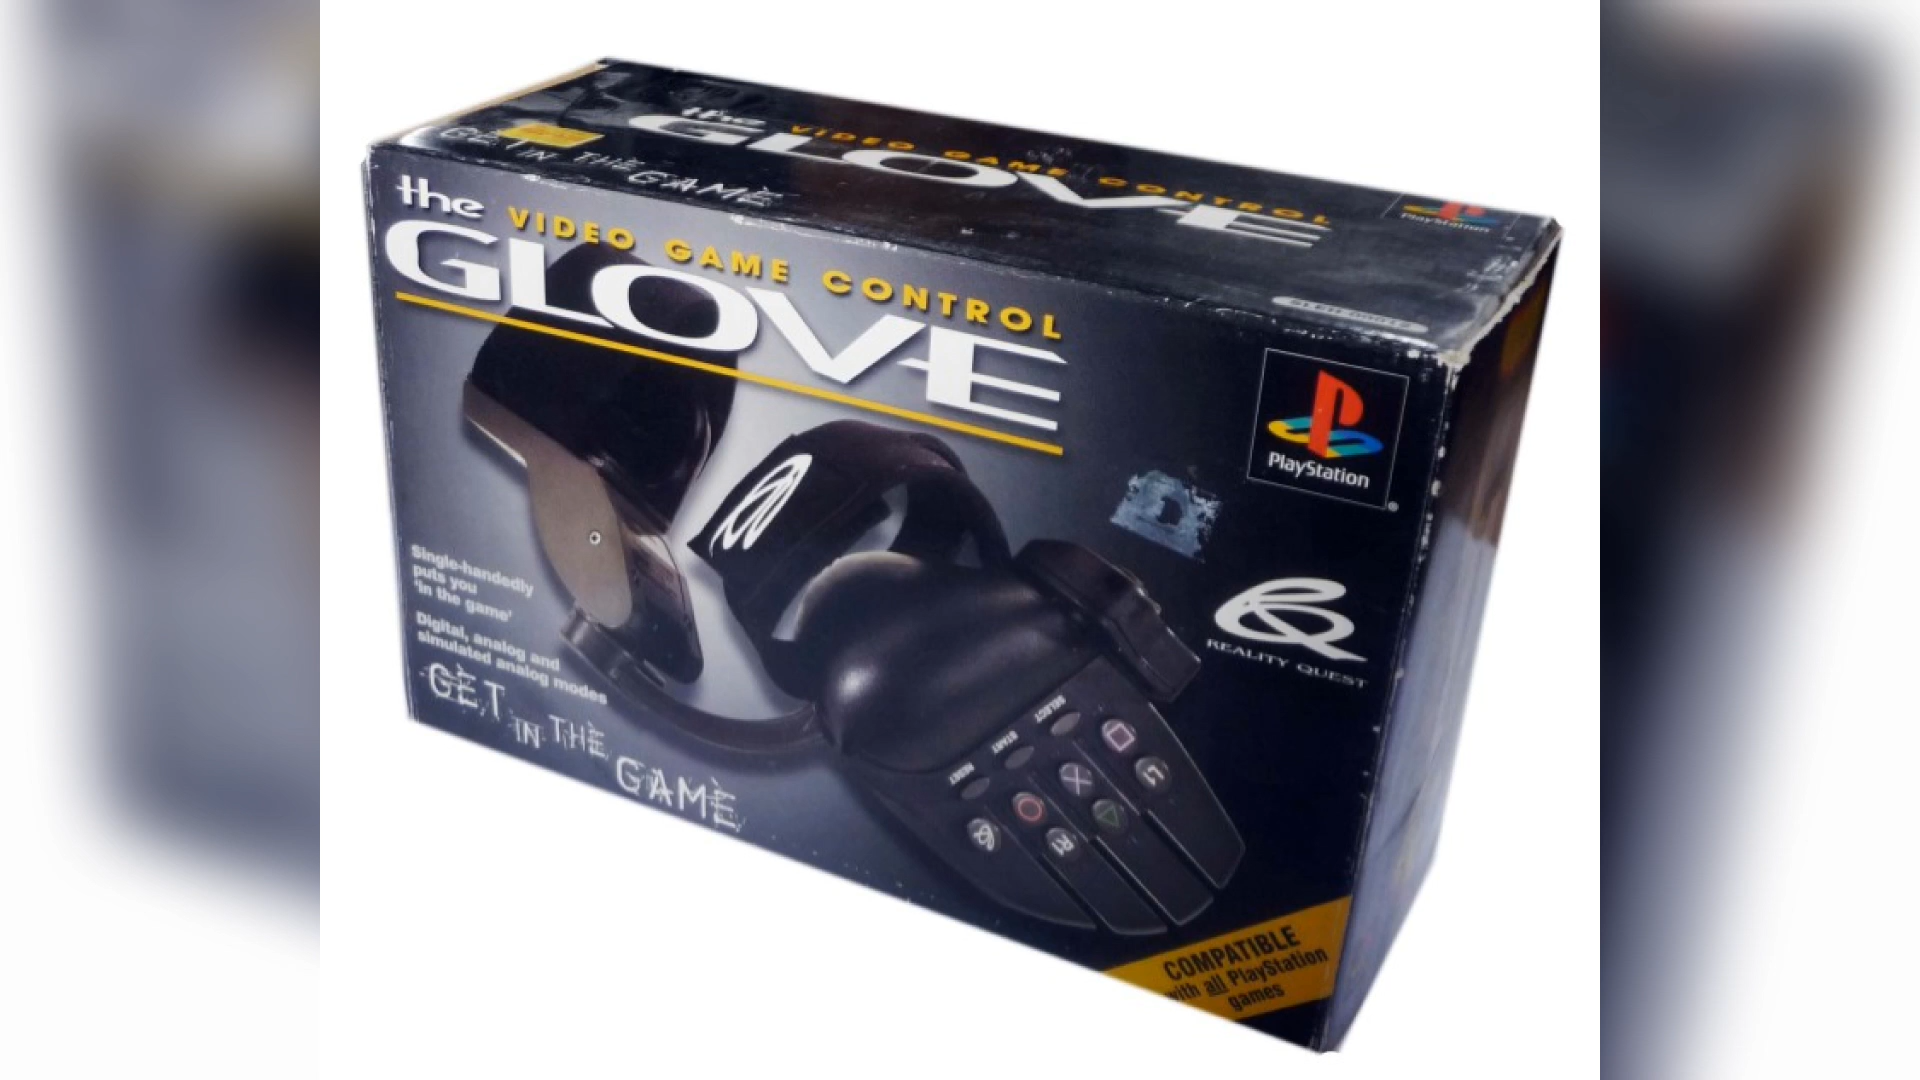 the
VIDEO GAME CONTROL
GLOVE
GET IN THE GAME
PlayStation
the
VIDEO GAME CONTROL
GLOVE
PlayStation
Single-handedly
puts you
'in the game'
Digital, analog and
simulated analog modes
GET
IN THE
GAME
REALITY QUEST
SELECT
START
RESET
L1
R1
COMPATIBLE
with all PlayStation
games